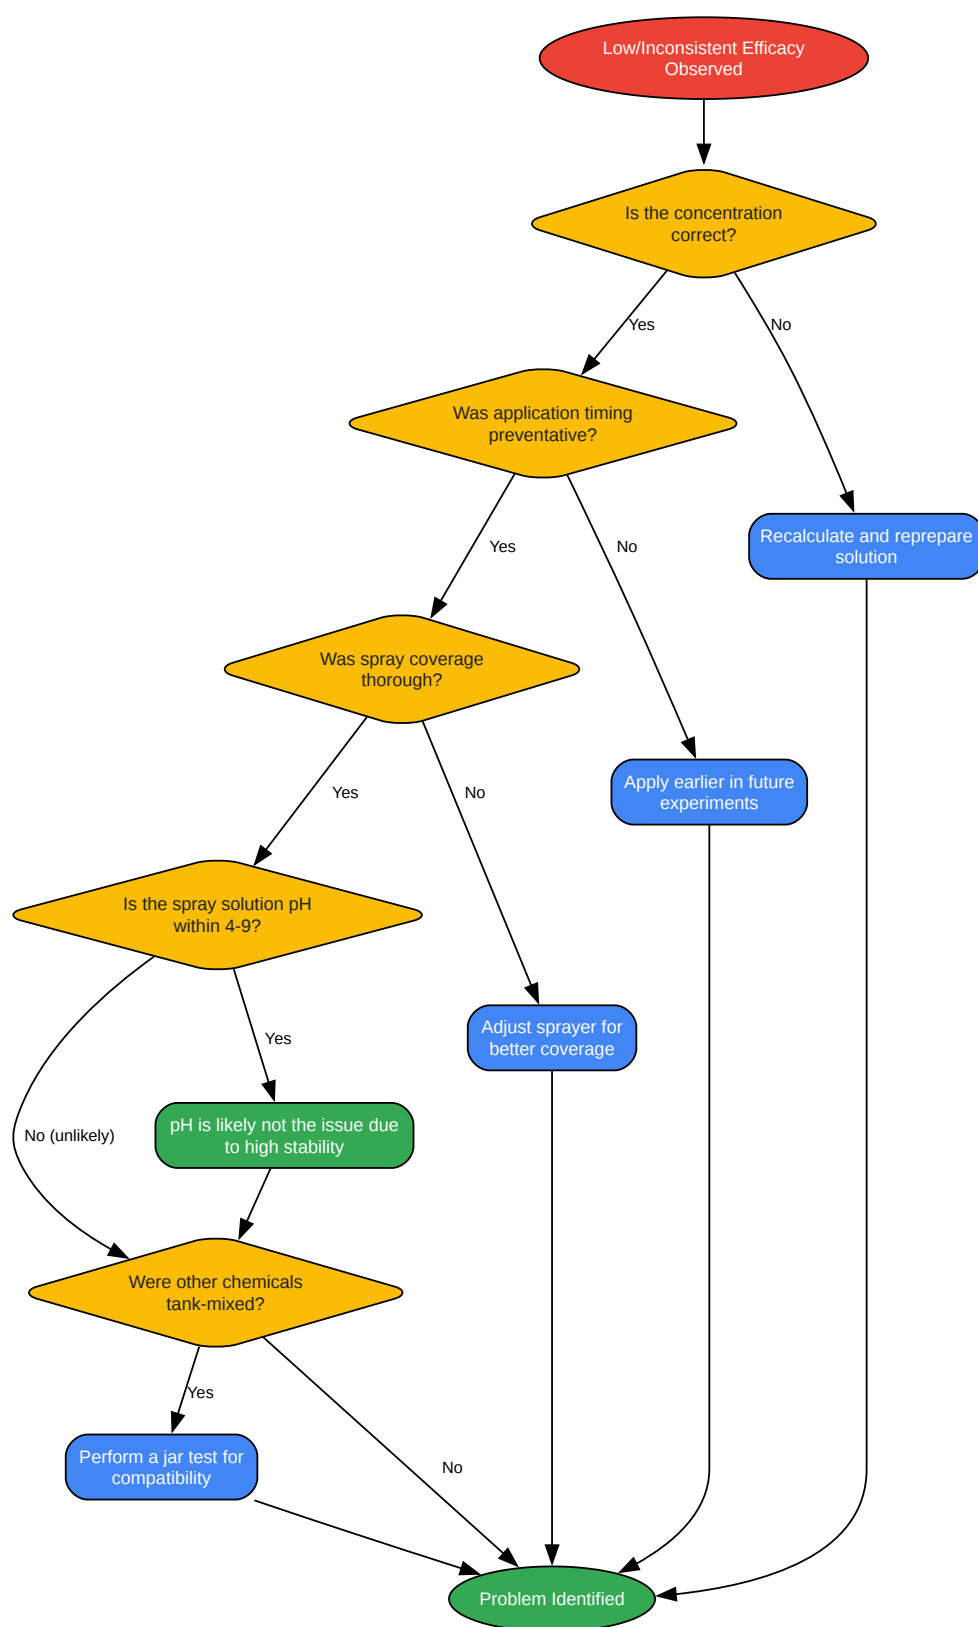 Low/Inconsistent Efficacy
Observed
Is the concentration
correct?
Yes
No
Was application timing
preventative?
Recalculate and reprepare
solution
Yes
No
Was spray coverage
thorough?
Apply earlier in future
experiments
Yes
No
Is the spray solution pH
within 4-9?
Adjust sprayer for
better coverage
Yes
No (unlikely)
pH is likely not the issue due
to high stability
Were other chemicals
tank-mixed?
Yes
No
Perform a jar test for
compatibility
Problem Identified